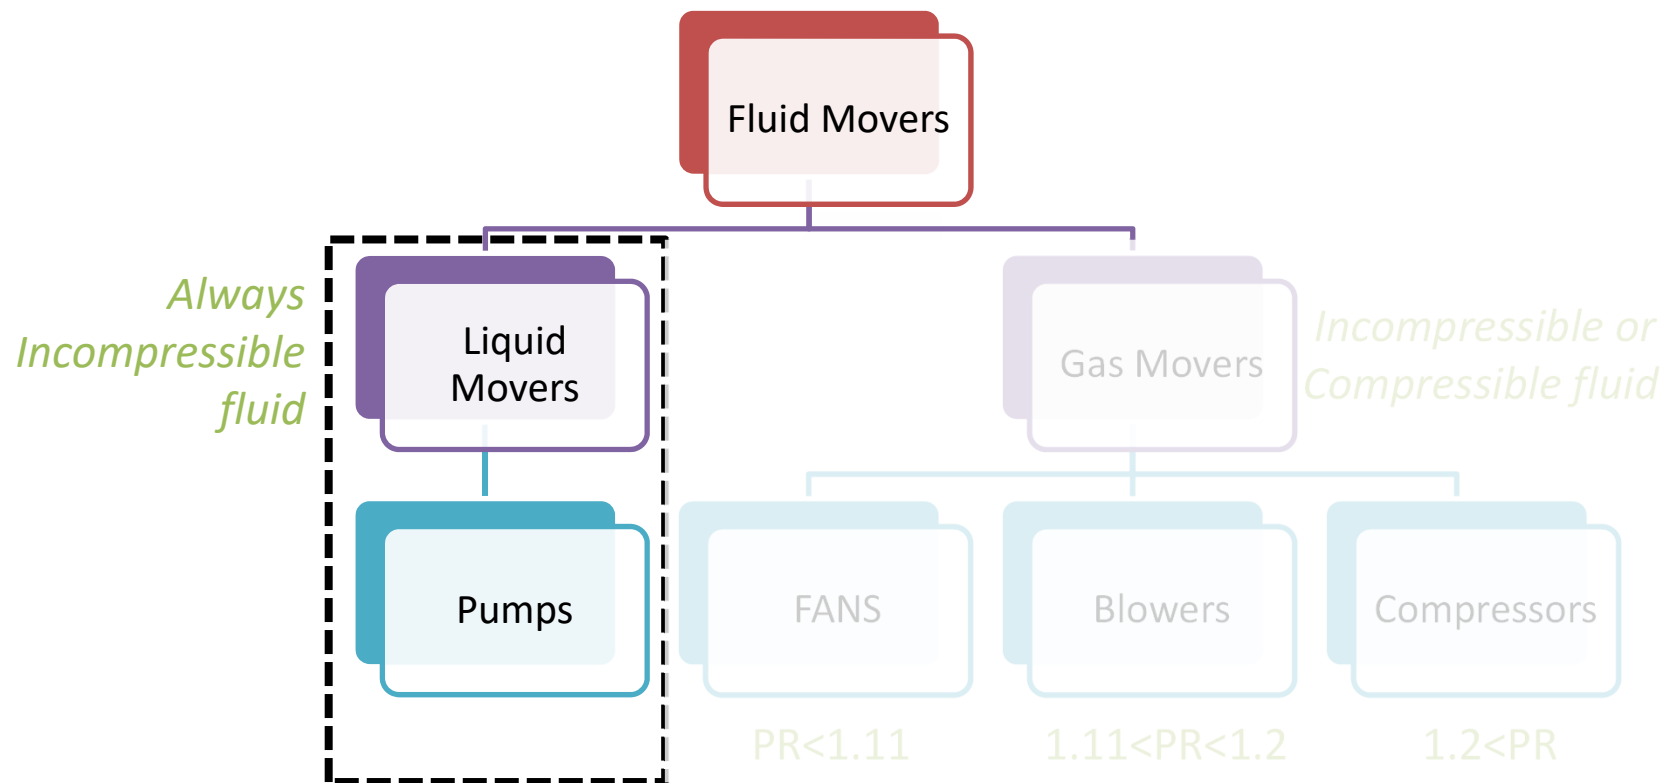 Fluid Movers
Always
Incompressible
fluid
Liquid
Movers
Gas Movers
Incompressible or
Compressible fluid
Pumps
FANS
Blowers
Compressors
PR<1.11
1.11<PR<1.2
1.2<PR